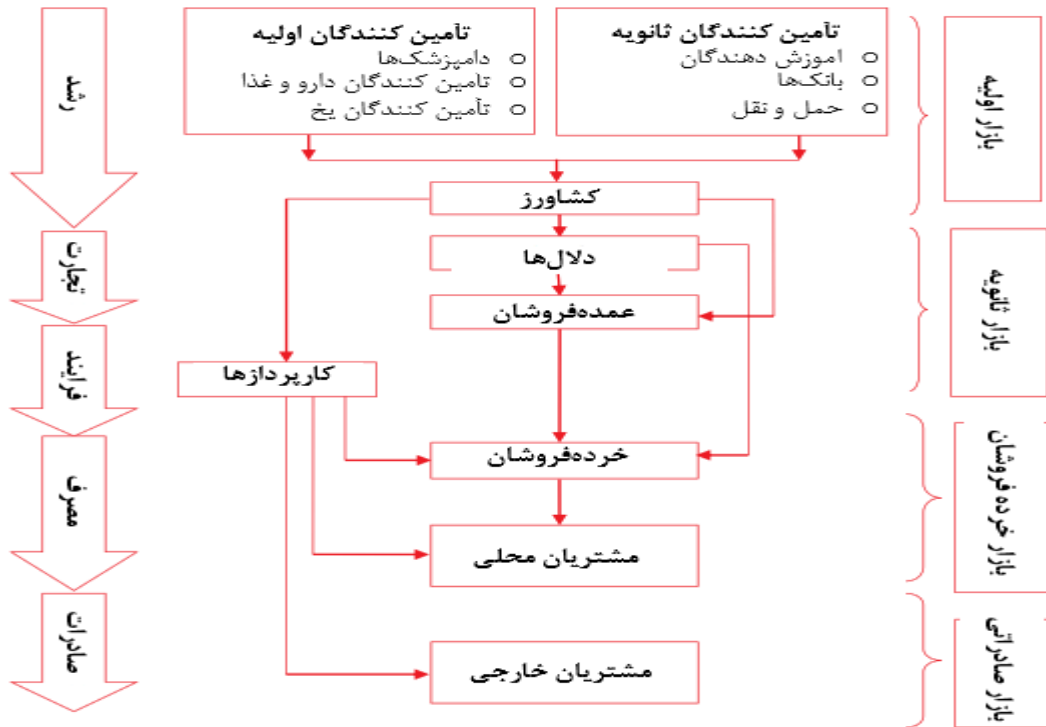 تأمین کنندگان ثانویه
اموزش دهندگان
بانک‌ها
حمل و نقل
تأمین کنندگان اولیه
دامپزشک‌ها
تامین کنندگان دارو و غذا
تأمین کنندگان یخ
بازار اولیه
رشد
کشاورز
دلال‌ها
بازار ثانویه
تجارت
عمده‌فروشان
کارپردازها
فرایند
خرده‌فروشان
بازار خرده فروشان
مصرف
مشتریان محلی
مشتریان خارجی
بازار صادراتی
صادرات